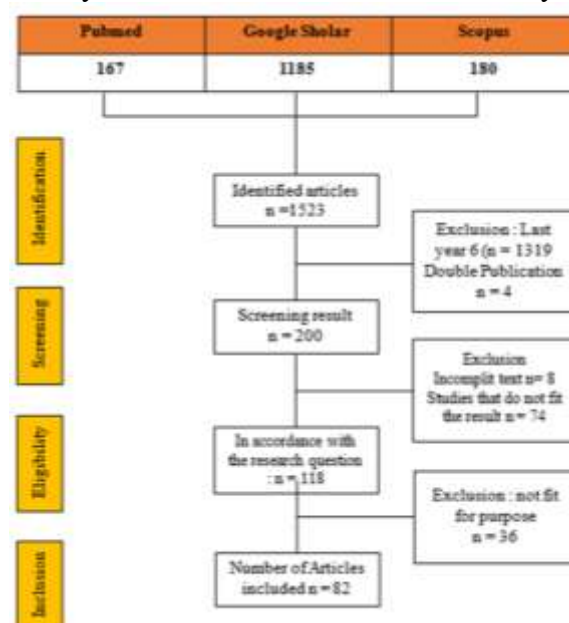 Pubmed Google Sholar Scopus
167 1185 180
Identification
Identified articles
n =1523
Exclusion : Last
year 6 (n = 1319
Double Publication
n = 4
Screening
Screening result
n = 200
Exclusion
Incomplit text n= 8
Studies that do not fit
the result n = 74
Eligibility
In accordance with
the research question
: n = 118
Exclusion : not fit
for purpose
n = 36
Inclusion
Number of Articles
included n = 82